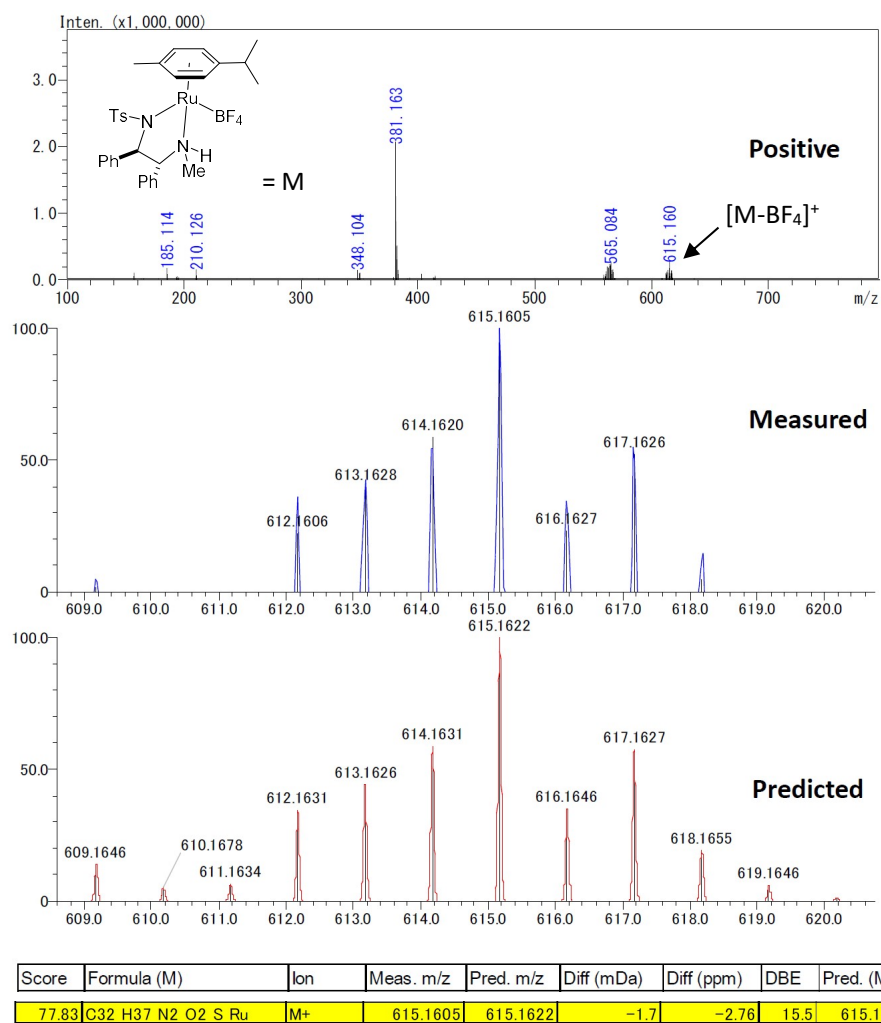 Inten. (x1,000,000)
3.0
2.0
1.0
0.0
100 200 300 400 500 600 700 m/z
Ts N Ru BF4
Ph N H
Ph Me
= M
185.114
210.126
348.104
381.163
565.084
615.160
Positive
[M-BF4]+
100.0
50.0
0
612.1606
613.1628
614.1620
615.1605
616.1627
617.1626
Measured
609.0 610.0 611.0 612.0 613.0 614.0 615.0 616.0 617.0 618.0 619.0 620.0
100.0
50.0
0
609.1646
610.1678
611.1634
612.1631
613.1626
614.1631
615.1622
616.1646
617.1627
618.1655
619.1646
Predicted
609.0 610.0 611.0 612.0 613.0 614.0 615.0 616.0 617.0 618.0 619.0 620.0
Score Formula (M) Ion Meas. m/z Pred. m/z Diff (mDa) Diff (ppm) DBE Pred. (M
77.83 C32 H37 N2 O2 S Ru M+ 615.1605 615.1622 -1.7 -2.76 15.5 615.1